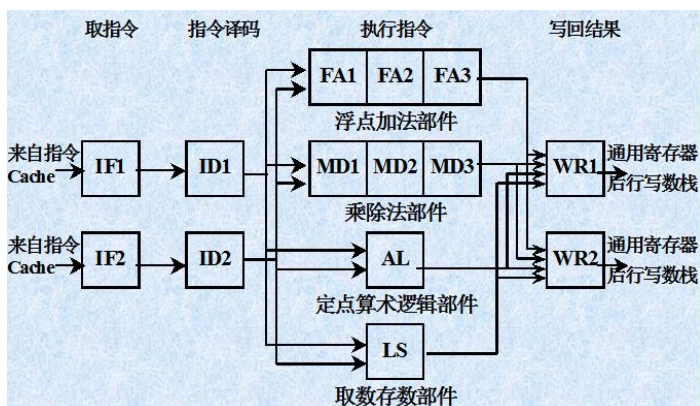 取指令 指令译码 执行指令 写回结果
FA1 FA2 FA3
浮点加法部件
来自指令
Cache
IF1 ID1 MD1 MD2 MD3 WR1
通用寄存器
后行写数栈
乘除法部件
来自指令
Cache
IF2 ID2 AL WR2
通用寄存器
后行写数栈
定点算术逻辑部件
LS
取数存数部件